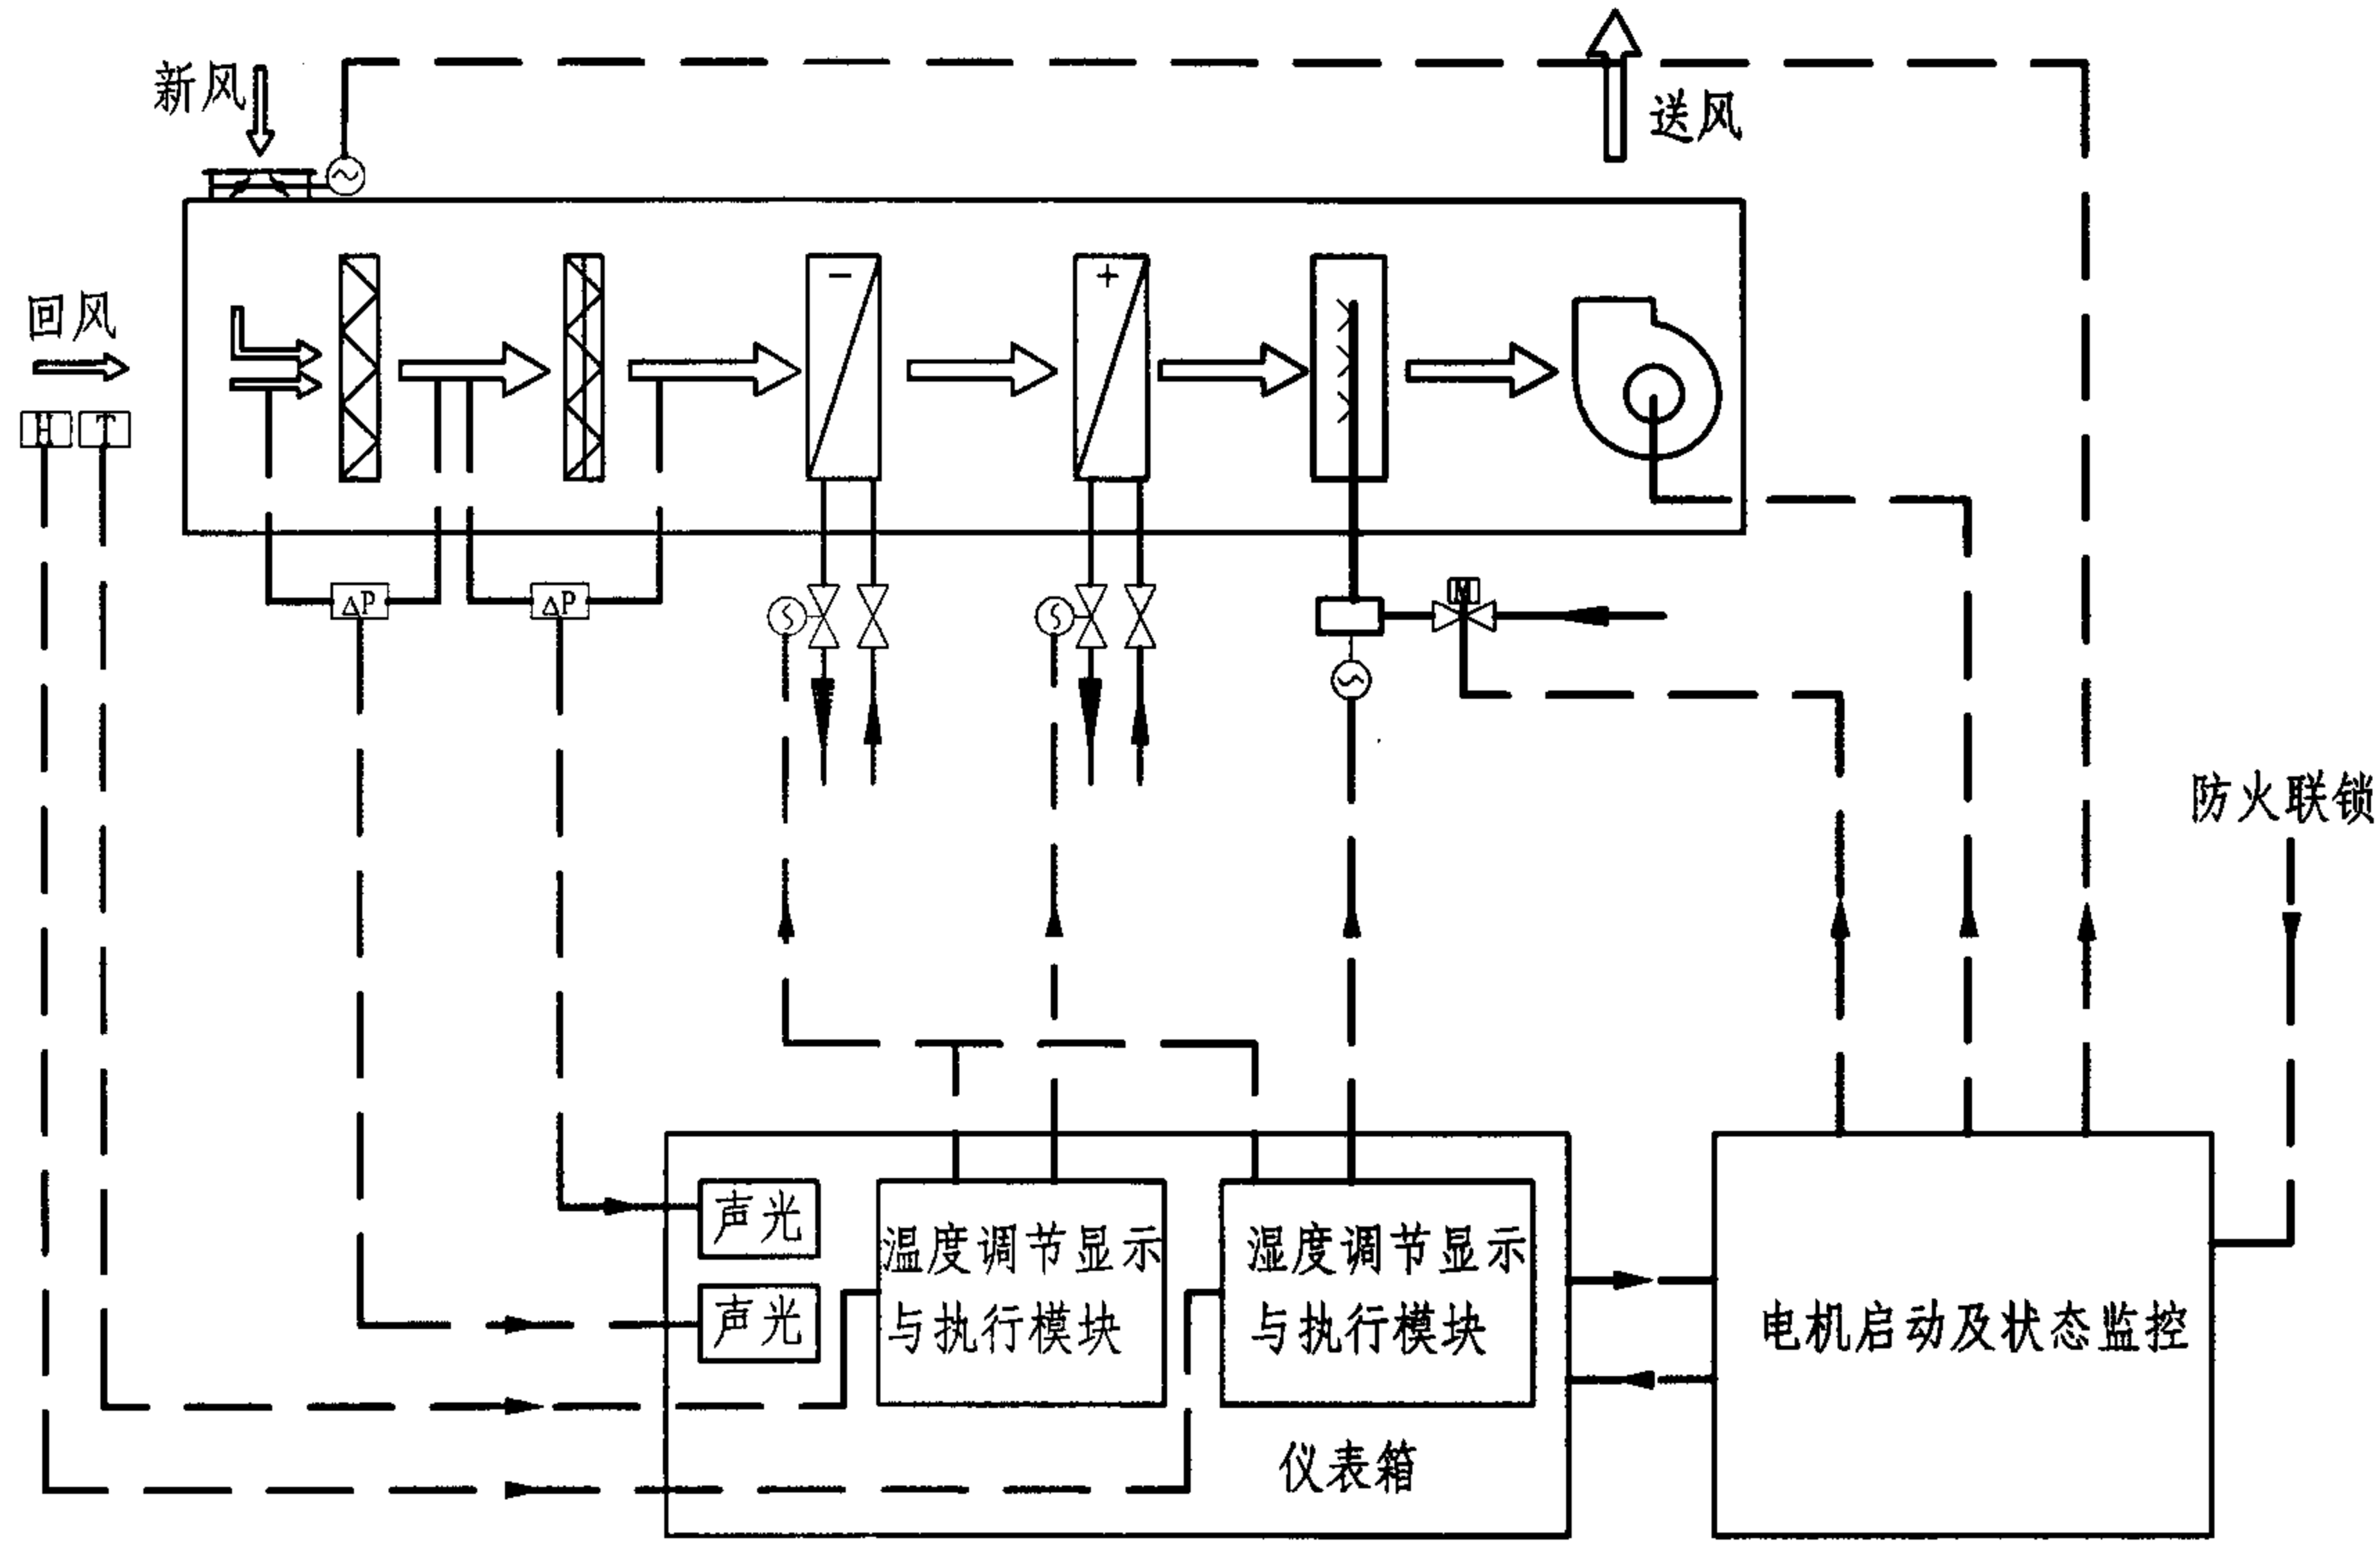 新风
送风
回风
H
T
-
+
ΔP
ΔP
M
防火联锁
声光
声光
温度调节显示
与执行模块
湿度调节显示
与执行模块
仪表箱
电机启动及状态监控